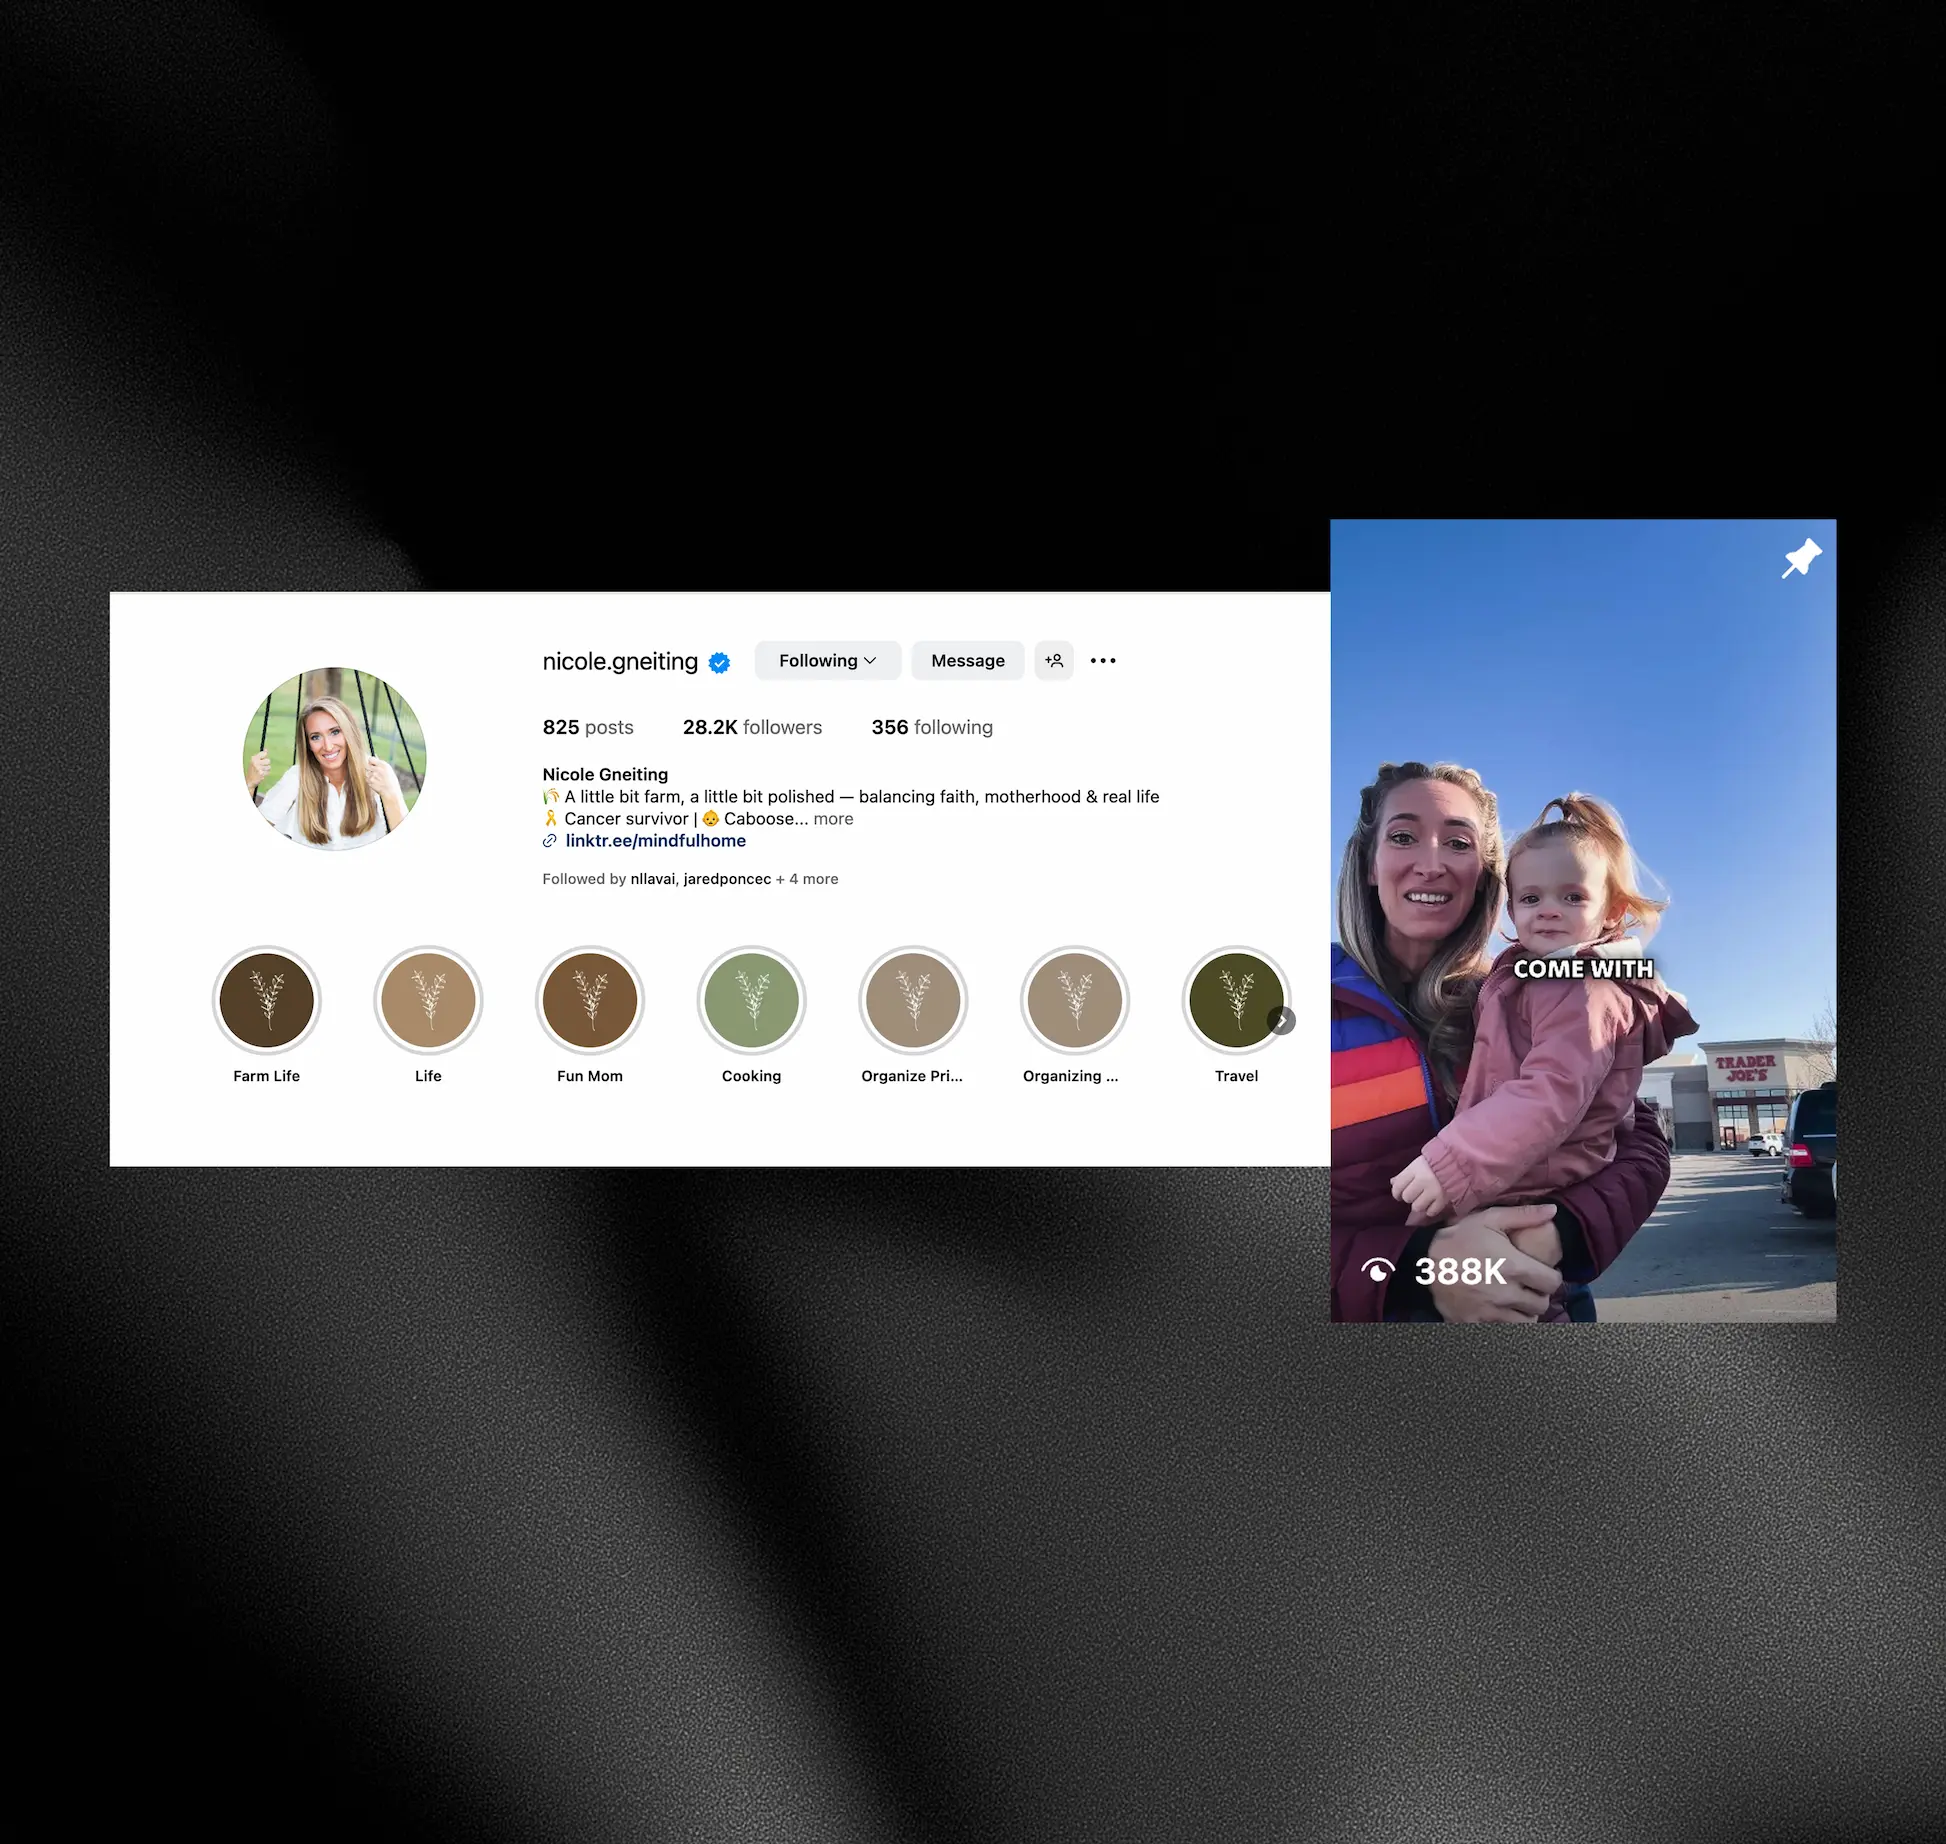 nicole.gneiting
Following
Message
825 posts
28.2K followers
356 following
Nicole Gneiting
A little bit farm, a little bit polished — balancing faith, motherhood & real life
Cancer survivor | 👶 Caboose... more
linktr.ee/mindfulhome
Followed by nllavai, jaredponcec + 4 more
Farm Life
Life
Fun Mom
Cooking
Organize Pri...
Organizing ...
Travel
COME WITH
TRADER
JOE'S
388K